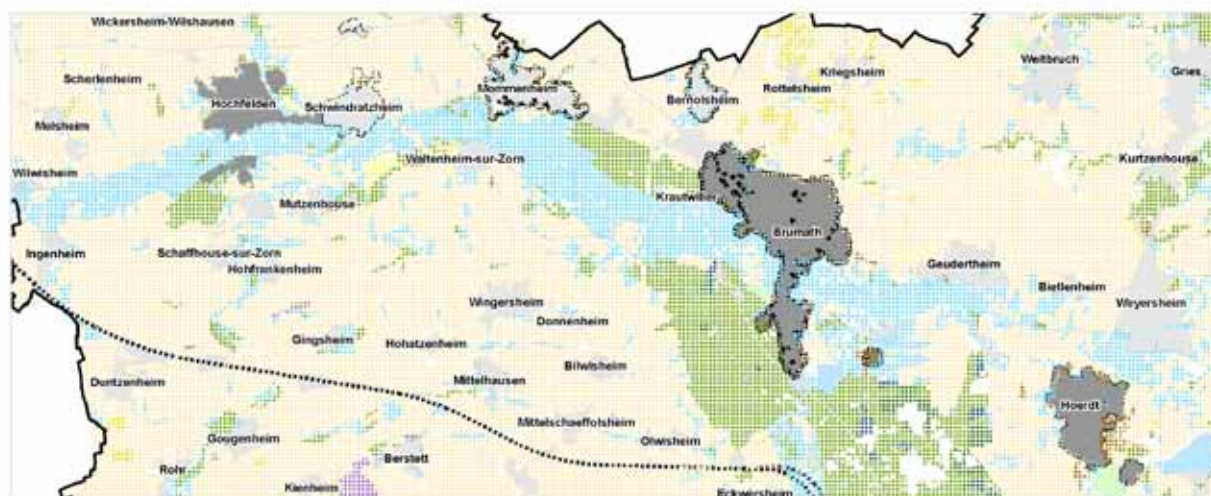 Wickersheim-Wilshausen
Scherlenheim
Hochfelden
Schwindratzheim
Mommenheim
Bernolsheim
Kriegsheim
Rottelsheim
Weitbruch
Gries
Melsheim
Wilwisheim
Waltenheim-sur-Zorn
Kurtzenhouse
Mutzenhouse
Krautwiller
Brumath
Ingenheim
Schaffhouse-sur-Zorn
Hohfrankenheim
Geudertheim
Bietlenheim
Weyersheim
Wingersheim
Donnenheim
Gingsheim
Hohatzenheim
Bilwisheim
Duntzenheim
Mittelhausen
Hoerdt
Mittelschaeffolsheim
Gougenheim
Olwisheim
Berstett
Rohr
Kienheim
Eckwersheim